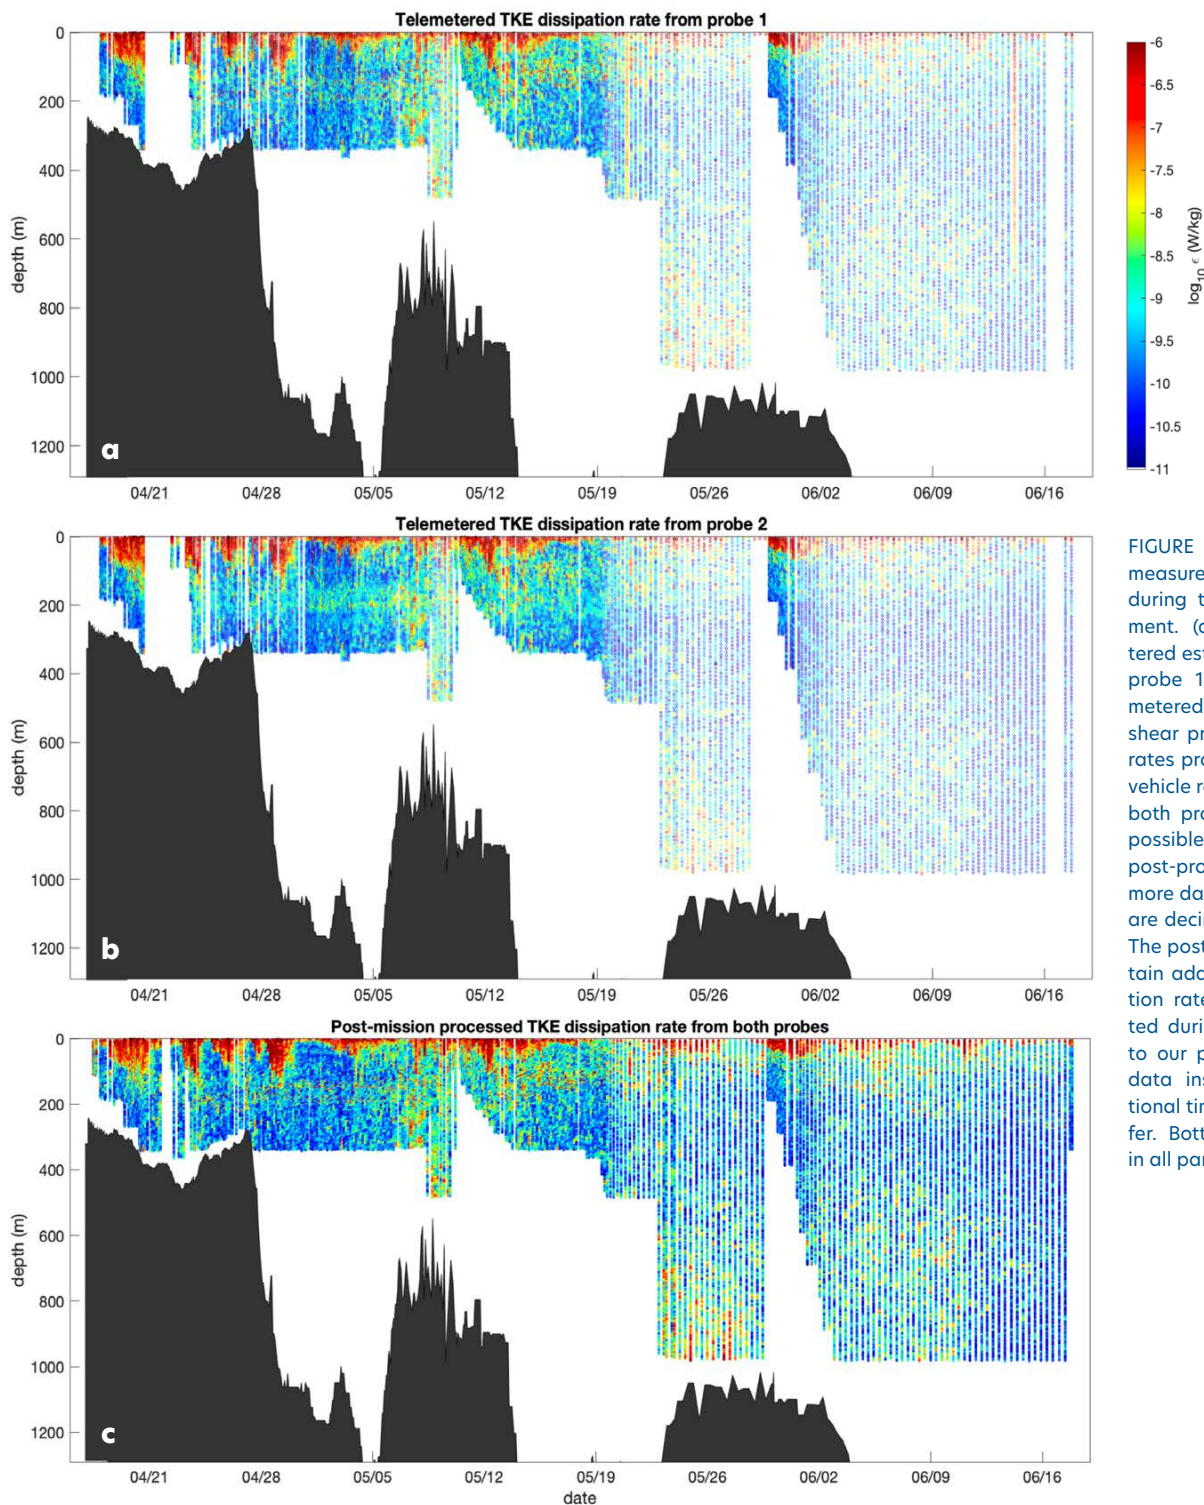 Telemetered TKE dissipation rate from probe 1
0
200
400
600
800
1000
1200
depth (m)
a
04/21 04/28 05/05 05/12 05/19 05/26 06/02 06/09 06/16
-6
-6.5
-7
-7.5
-8
-8.5
-9
-9.5
-10
-10.5
-11
log10 ϵ (W/kg)
Telemetered TKE dissipation rate from probe 2
0
200
400
600
800
1000
1200
depth (m)
b
04/21 04/28 05/05 05/12 05/19 05/26 06/02 06/09 06/16
Post-mission processed TKE dissipation rate from both probes
0
200
400
600
800
1000
1200
depth (m)
c
04/21 04/28 05/05 05/12 05/19 05/26 06/02 06/09 06/16
date
FIGURE
measure
during t
ment. (
tered est
probe 1
metered
shear pr
rates pro
vehicle r
both pro
possible
post-pro
more da
are deci
The post
tain add
tion rate
ted duri
to our p
data ins
tional ti
fer. Bott
in all par